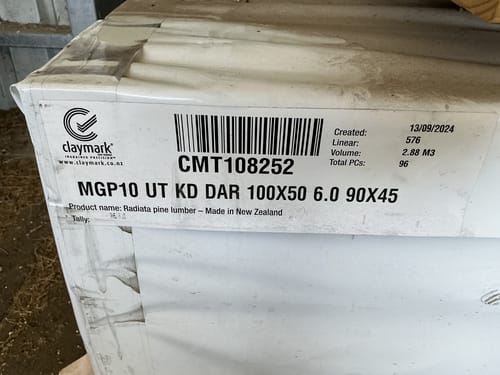 claymark
www.claymark.co.nz
CMT108252
Created: 13/09/2024
Linear: 576
Volume: 2.88 M3
Total PCs: 96
MGP10 UT KD DAR 100X50 6.0 90X45
Product name: Radiata pine lumber – Made in New Zealand
Tally: